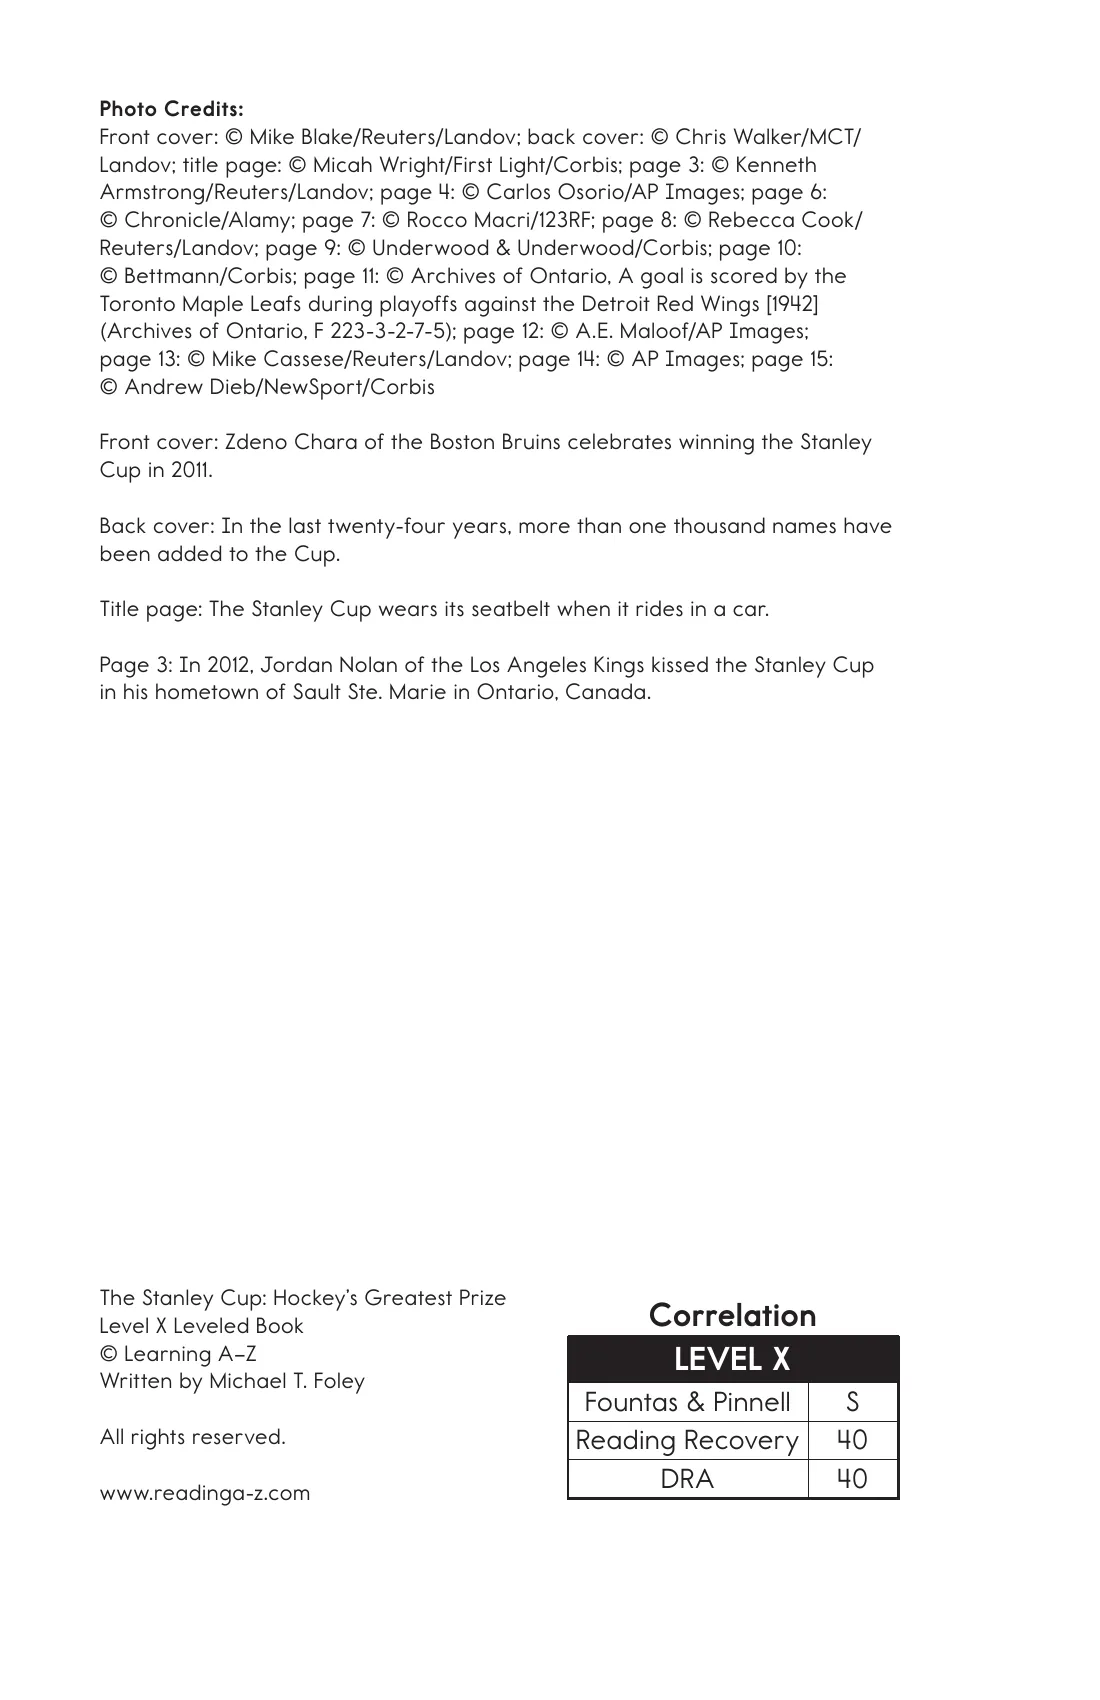 Photo Credits:
Front cover: © Mike Blake/Reuters/Landov; back cover: © Chris Walker/MCT/
Landov; title page: © Micah Wright/First Light/Corbis; page 3: © Kenneth
Armstrong/Reuters/Landov; page 4: © Carlos Osorio/AP Images; page 6:
© Chronicle/Alamy; page 7: © Rocco Macri/123RF; page 8: © Rebecca Cook/
Reuters/Landov; page 9: © Underwood & Underwood/Corbis; page 10:
© Bettmann/Corbis; page 11: © Archives of Ontario, A goal is scored by the
Toronto Maple Leafs during playoffs against the Detroit Red Wings [1942]
(Archives of Ontario, F 223-3-2-7-5); page 12: © A.E. Maloof/AP Images;
page 13: © Mike Cassese/Reuters/Landov; page 14: © AP Images; page 15:
© Andrew Dieb/NewSport/Corbis
Front cover: Zdeno Chara of the Boston Bruins celebrates winning the Stanley
Cup in 2011.
Back cover: In the last twenty-four years, more than one thousand names have
been added to the Cup.
Title page: The Stanley Cup wears its seatbelt when it rides in a car.
Page 3: In 2012, Jordan Nolan of the Los Angeles Kings kissed the Stanley Cup
in his hometown of Sault Ste. Marie in Ontario, Canada.
The Stanley Cup: Hockey's Greatest Prize
Level X Leveled Book
© Learning A–Z
Written by Michael T. Foley
All rights reserved.
www.readinga-z.com
Correlation
LEVEL X
Fountas & Pinnell S
Reading Recovery 40
DRA 40